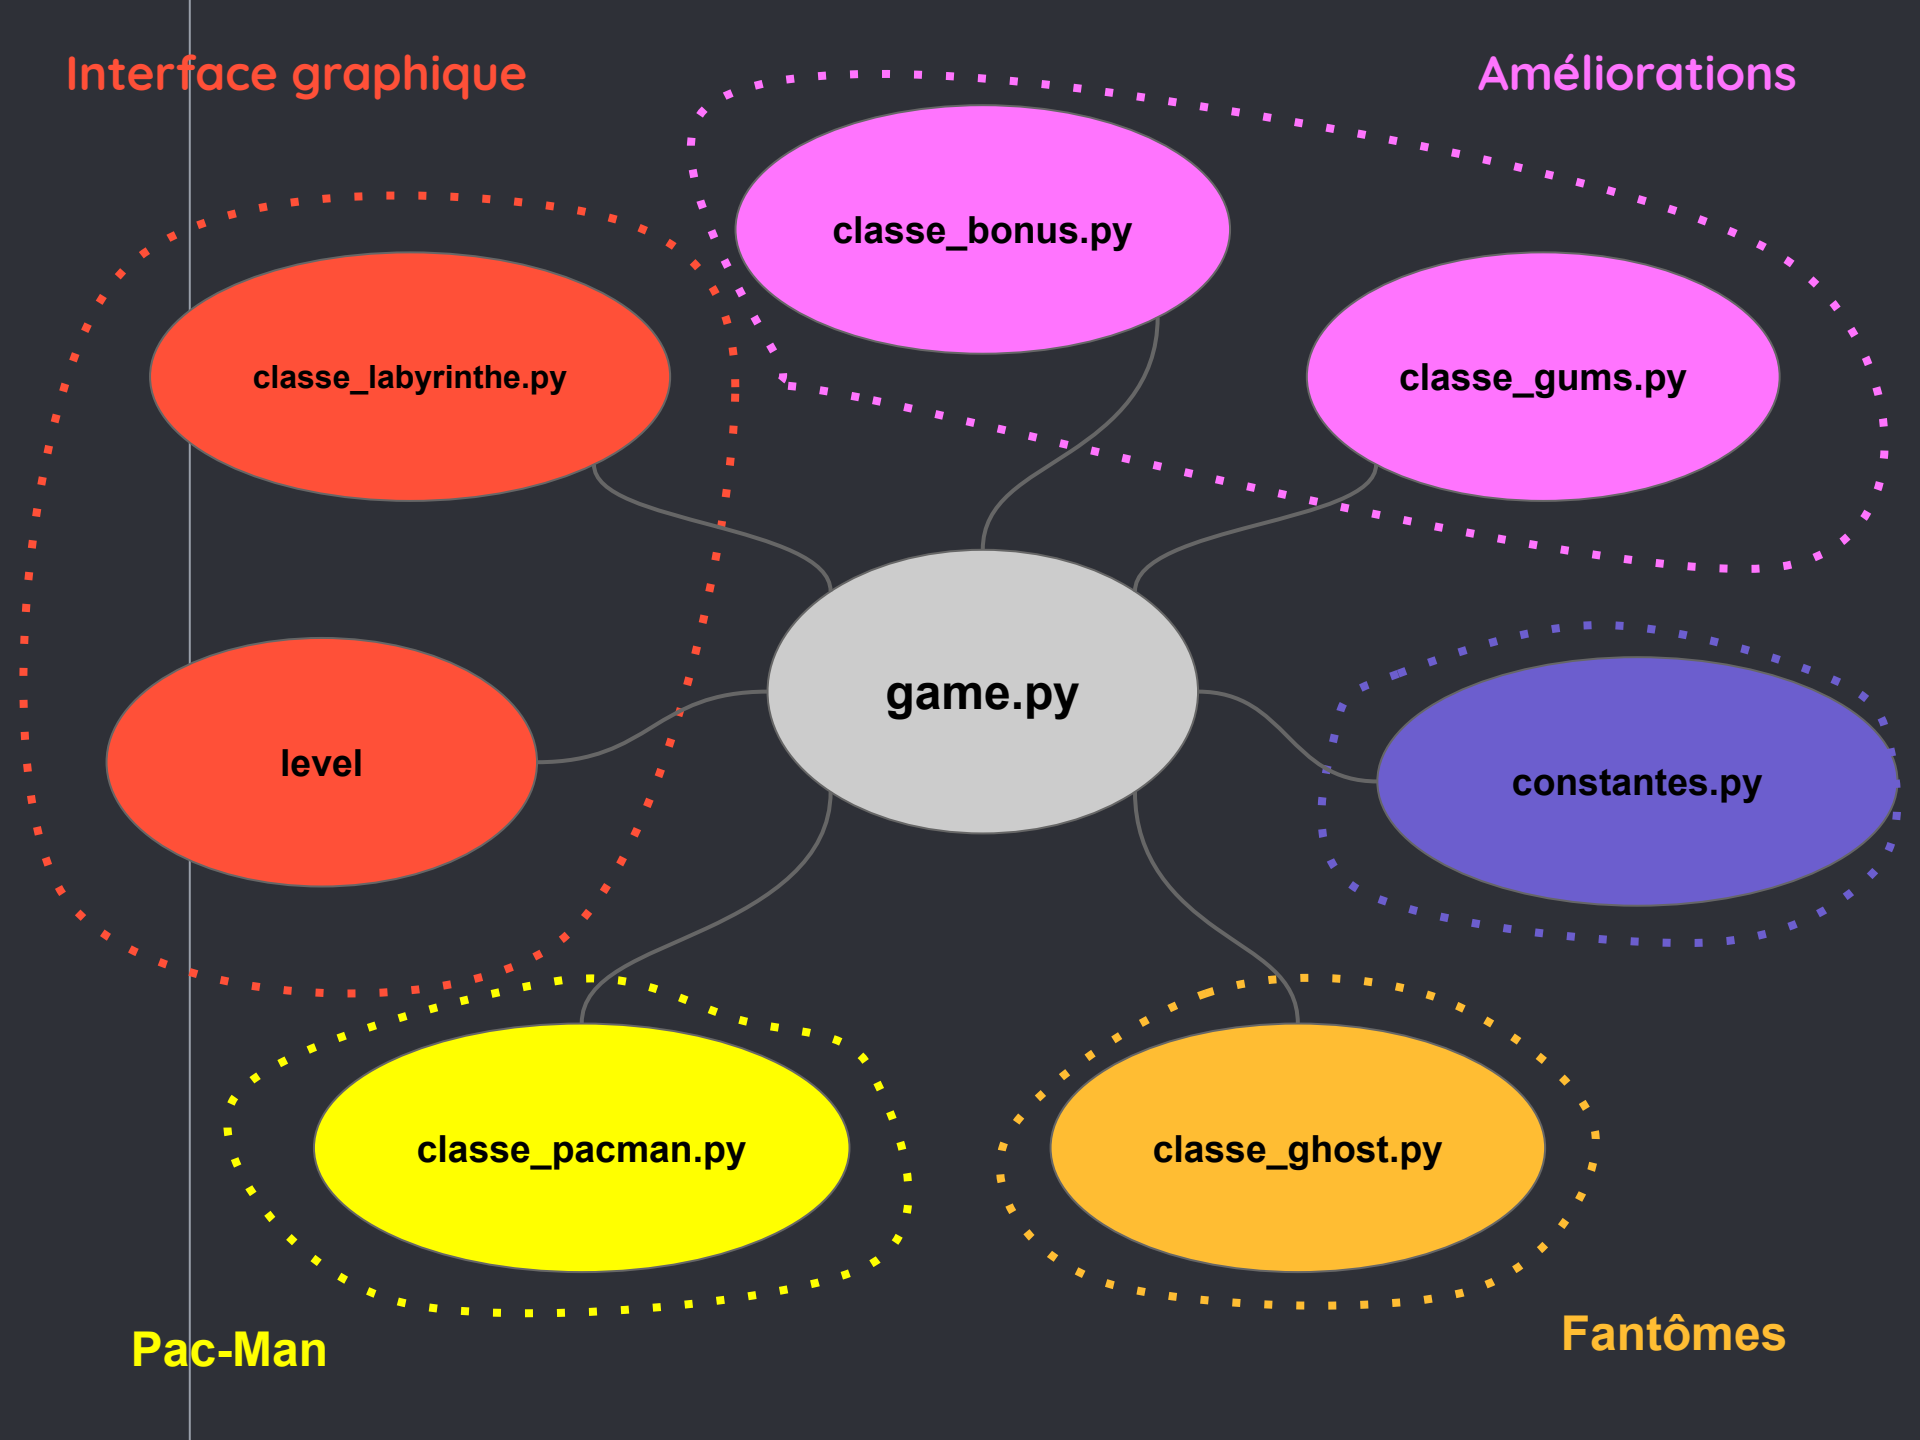 Interface graphique
Améliorations
classe_bonus.py
classe_labyrinthe.py
classe_gums.py
game.py
level
constantes.py
classe_pacman.py
classe_ghost.py
Pac-Man
Fantômes